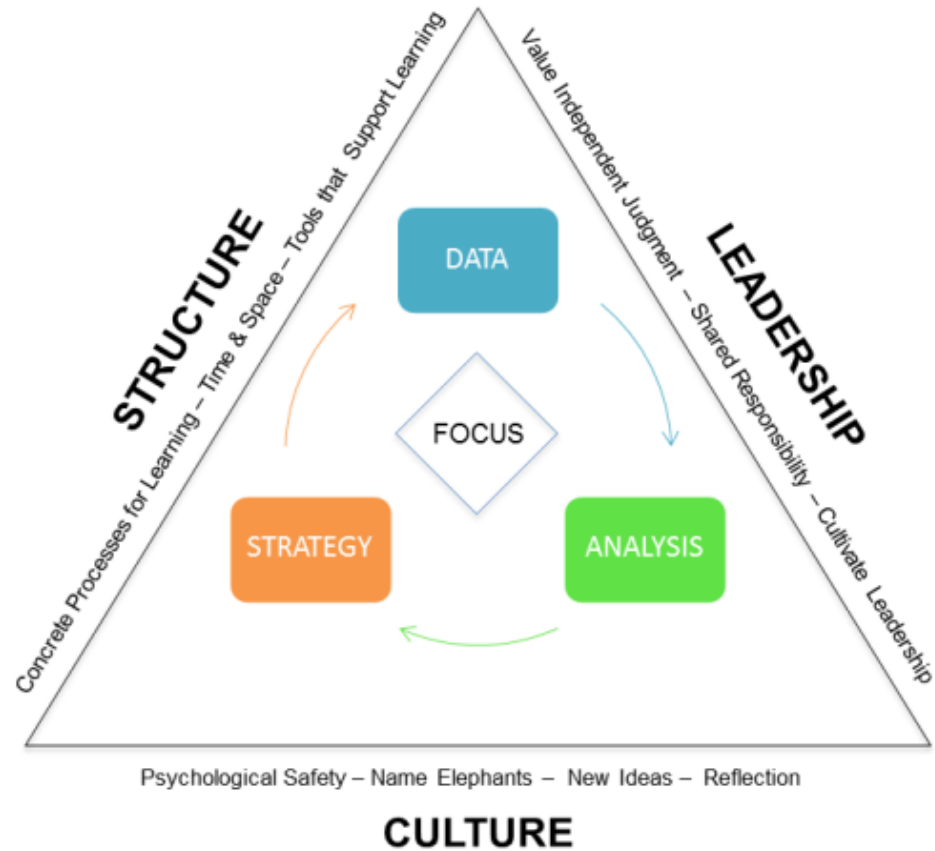 STRUCTURE
Concrete Processes for Learning – Time & Space – Tools that Support Learning
Value Independent Judgment – Shared Responsibility – Cultivate Leadership
LEADERSHIP
DATA
FOCUS
STRATEGY
ANALYSIS
Psychological Safety – Name Elephants – New Ideas – Reflection
CULTURE